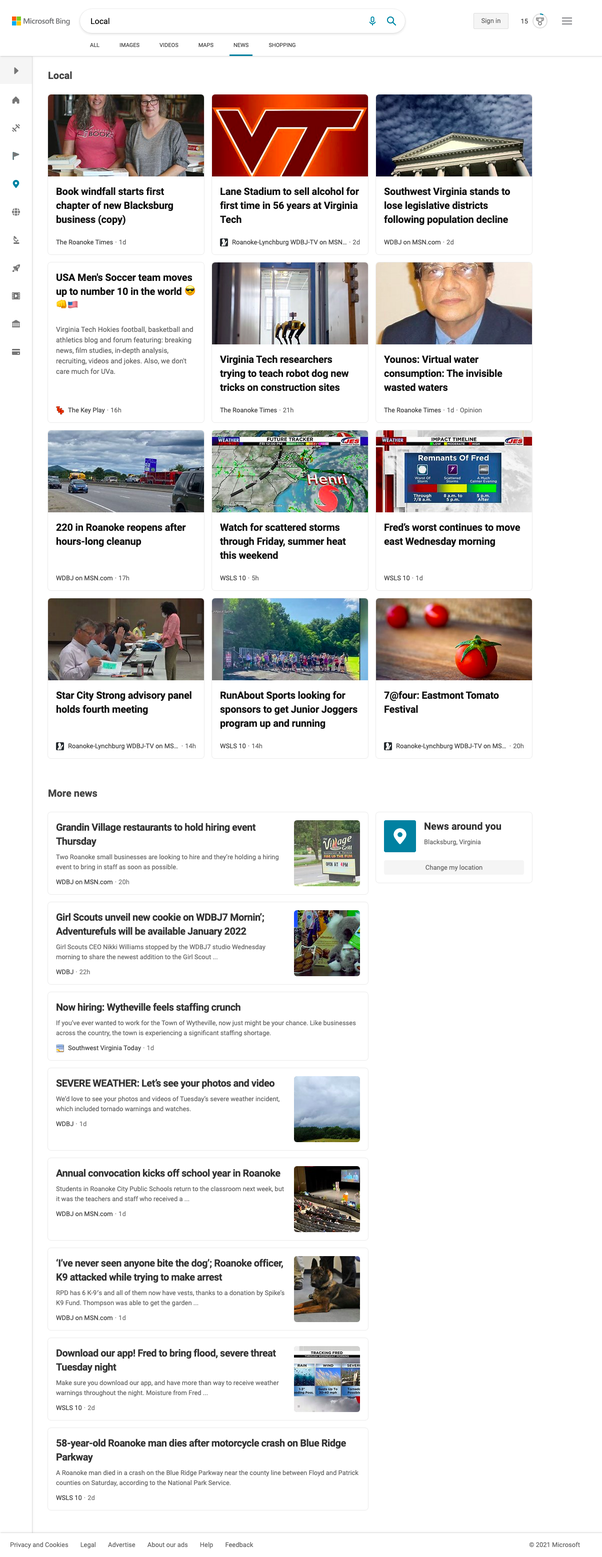 Microsoft Bing
Local
Sign in
15
ALL
IMAGES
VIDEOS
MAPS
NEWS
SHOPPING
Local
Book windfall starts first
chapter of new Blacksburg
business (copy)
The Roanoke Times · 1d
VT
Lane Stadium to sell alcohol for
first time in 56 years at Virginia
Tech
Roanoke-Lynchburg WDBJ-TV on MSN... · 2d
Southwest Virginia stands to
lose legislative districts
following population decline
WDBJ on MSN.com · 2d
USA Men's Soccer team moves
up to number 10 in the world 😎
👊🇺🇸
Virginia Tech Hokies football, basketball and
athletics blog and forum featuring: breaking
news, film studies, in-depth analysis,
recruiting, videos and jokes. Also, we don't
care much for UVa.
The Key Play · 16h
Virginia Tech researchers
trying to teach robot dog new
tricks on construction sites
The Roanoke Times · 21h
Younos: Virtual water
consumption: The invisible
wasted waters
The Roanoke Times · 1d · Opinion
220 in Roanoke reopens after
hours-long cleanup
WDBJ on MSN.com · 17h
WEATHER
FUTURE TRACKER
Henri
Watch for scattered storms
through Friday, summer heat
this weekend
WSLS 10 · 5h
WEATHER
IMPACT TIMELINE
Remnants Of Fred
Fred's worst continues to move
east Wednesday morning
WSLS 10 · 1d
Star City Strong advisory panel
holds fourth meeting
Roanoke-Lynchburg WDBJ-TV on MS... · 14h
RunAbout Sports looking for
sponsors to get Junior Joggers
program up and running
WSLS 10 · 14h
7@four: Eastmont Tomato
Festival
Roanoke-Lynchburg WDBJ-TV on MS... · 20h
More news
Grandin Village restaurants to hold hiring event
Thursday
Two Roanoke small businesses are looking to hire and they're holding a hiring
event to bring in staff as soon as possible.
WDBJ on MSN.com · 20h
Village
Grill
News around you
Blacksburg, Virginia
Change my location
Girl Scouts unveil new cookie on WDBJ7 Mornin';
Adventurefuls will be available January 2022
Girl Scouts CEO Nikki Williams stopped by the WDBJ7 studio Wednesday
morning to share the newest addition to the Girl Scout ...
WDBJ · 22h
Now hiring: Wytheville feels staffing crunch
If you've ever wanted to work for the Town of Wytheville, now just might be your chance. Like businesses
across the country, the town is experiencing a significant staffing shortage.
Southwest Virginia Today · 1d
SEVERE WEATHER: Let's see your photos and video
We'd love to see your photos and videos of Tuesday's severe weather incident,
which included tornado warnings and watches.
WDBJ · 1d
Annual convocation kicks off school year in Roanoke
Students in Roanoke City Public Schools return to the classroom next week, but
it was the teachers and staff who received a ...
WDBJ on MSN.com · 1d
'I've never seen anyone bite the dog'; Roanoke officer,
K9 attacked while trying to make arrest
RPD has 6 K-9's and all of them now have vests, thanks to a donation by Spike's
K9 Fund. Thompson was able to get the garden ...
WDBJ on MSN.com · 1d
Download our app! Fred to bring flood, severe threat
Tuesday night
Make sure you download our app, and have more than way to receive weather
warnings throughout the night. Moisture from Fred ...
WSLS 10 · 2d
TRACKING FRED
RAIN
WIND
58-year-old Roanoke man dies after motorcycle crash on Blue Ridge
Parkway
A Roanoke man died in a crash on the Blue Ridge Parkway near the county line between Floyd and Patrick
counties on Saturday, according to the National Park Service.
WSLS 10 · 2d
Privacy and Cookies
Legal
Advertise
About our ads
Help
Feedback
© 2021 Microsoft